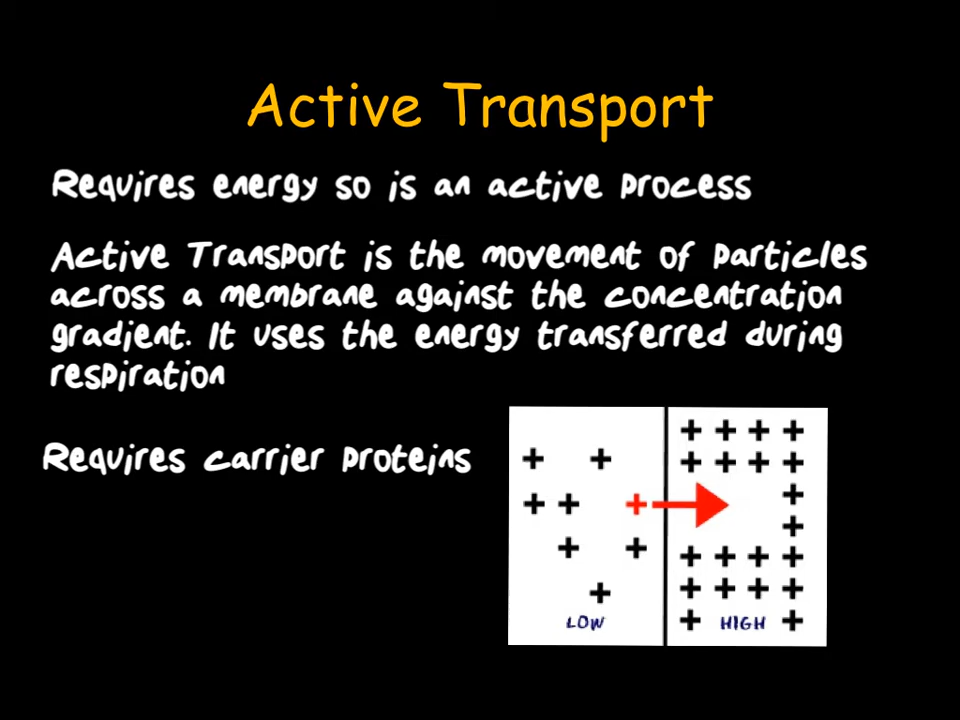 Active Transport
Requires energy so is an active process
Active Transport is the movement of particles
across a membrane against the concentration
gradient. It uses the energy transferred during
respiration
Requires carrier proteins
+ + + +
+ + + + + +
+ + + +
+
+ + + + + +
+ + + +
+ + + + +
LOW + HIGH +